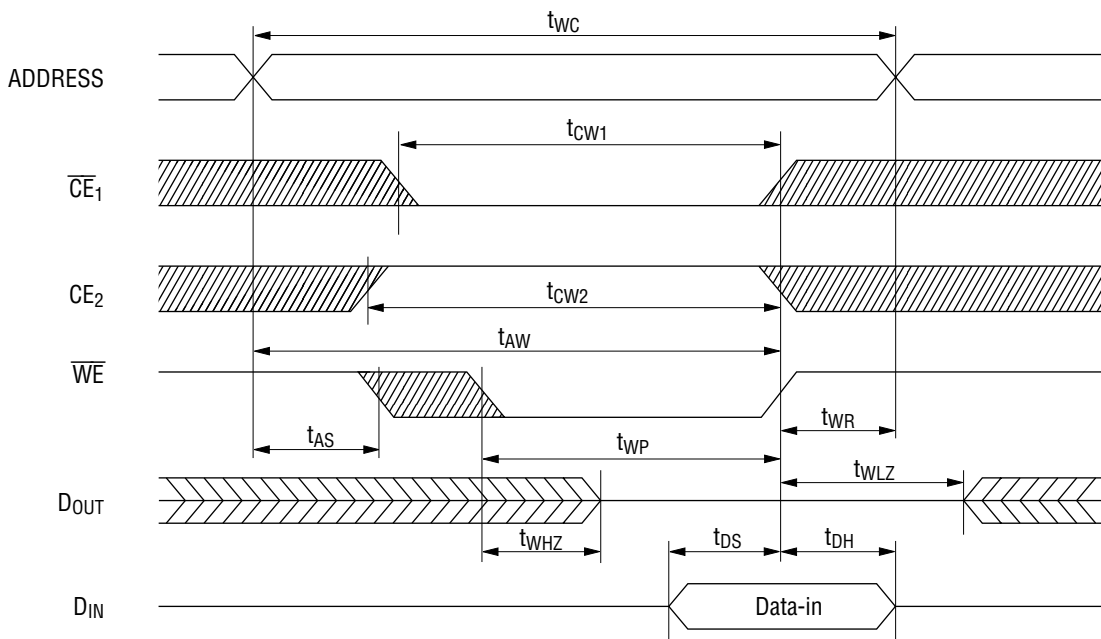 tWC
ADDRESS
tCW1
CE1
CE2
tCW2
tAW
WE
tWR
tAS
tWP
tWLZ
DOUT
tWHZ
tDS
tDH
DIN
Data-in